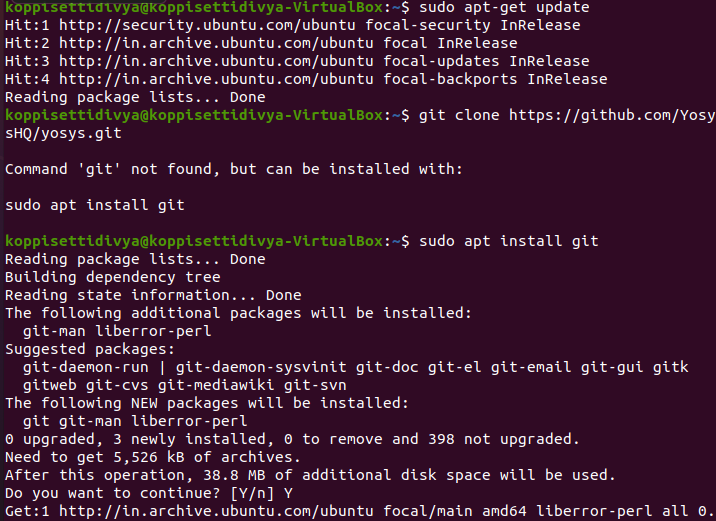 koppisettidivya@koppisettidivya-VirtualBox:~$ sudo apt-get update
Hit:1 http://security.ubuntu.com/ubuntu focal-security InRelease
Hit:2 http://in.archive.ubuntu.com/ubuntu focal InRelease
Hit:3 http://in.archive.ubuntu.com/ubuntu focal-updates InRelease
Hit:4 http://in.archive.ubuntu.com/ubuntu focal-backports InRelease
Reading package lists... Done
koppisettidivya@koppisettidivya-VirtualBox:~$ git clone https://github.com/Yosy
sHQ/yosys.git
Command 'git' not found, but can be installed with:
sudo apt install git
koppisettidivya@koppisettidivya-VirtualBox:~$ sudo apt install git
Reading package lists... Done
Building dependency tree
Reading state information... Done
The following additional packages will be installed:
git-man liberror-perl
Suggested packages:
git-daemon-run | git-daemon-sysvinit git-doc git-el git-email git-gui gitk
gitweb git-cvs git-mediawiki git-svn
The following NEW packages will be installed:
git git-man liberror-perl
0 upgraded, 3 newly installed, 0 to remove and 398 not upgraded.
Need to get 5,526 kB of archives.
After this operation, 38.8 MB of additional disk space will be used.
Do you want to continue? [Y/n] Y
Get:1 http://in.archive.ubuntu.com/ubuntu focal/main amd64 liberror-perl all 0.